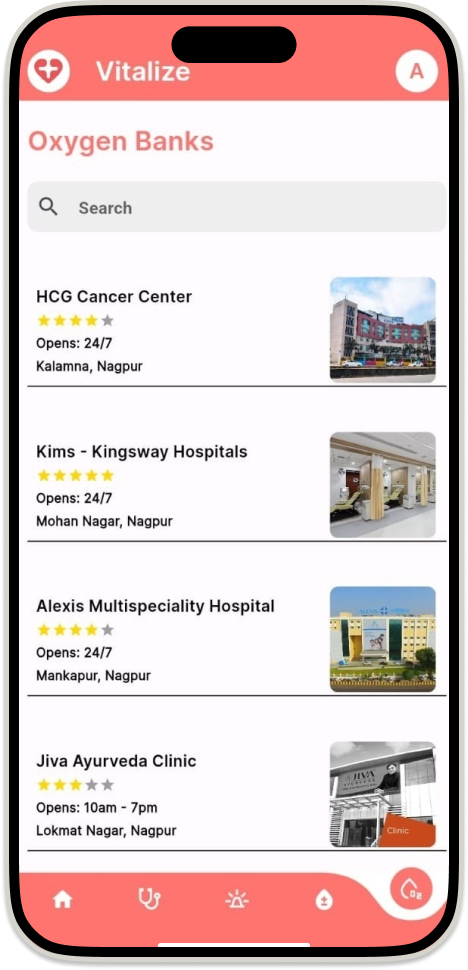 Vitalize
A
Oxygen Banks
Search
HCG Cancer Center
Opens: 24/7
Kalamna, Nagpur
Kims - Kingsway Hospitals
Opens: 24/7
Mohan Nagar, Nagpur
Alexis Multispeciality Hospital
ALEXIS
Opens: 24/7
Mankapur, Nagpur
Jiva Ayurveda Clinic
JIVA
Opens: 10am - 7pm
Lokmat Nagar, Nagpur
Clinic
O2